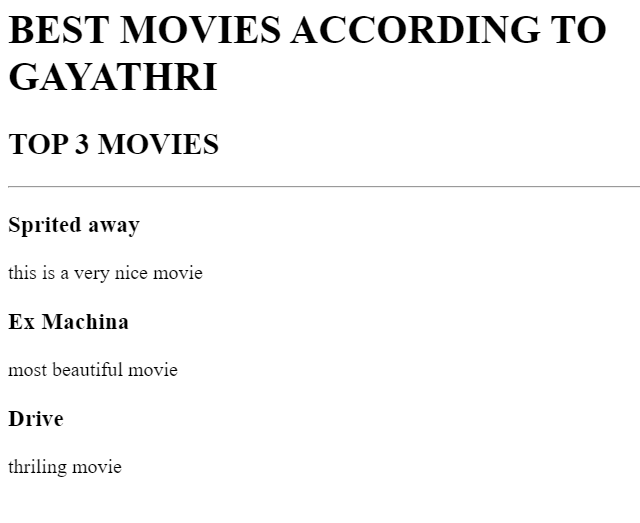 BEST MOVIES ACCORDING TO
GAYATHRI
TOP 3 MOVIES
Sprited away
this is a very nice movie
Ex Machina
most beautiful movie
Drive
thriling movie